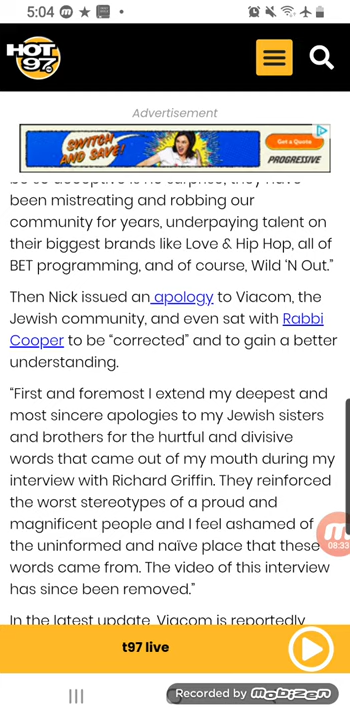 5:04
HOT
97
Advertisement
SWITCH
AND SAVE!
Get a Quote
PROGRESSIVE
been mistreating and robbing our
community for years, underpaying talent on
their biggest brands like Love & Hip Hop, all of
BET programming, and of course, Wild ‘N Out.”
Then Nick issued an apology to Viacom, the
Jewish community, and even sat with Rabbi
Cooper to be “corrected” and to gain a better
understanding.
“First and foremost I extend my deepest and
most sincere apologies to my Jewish sisters
and brothers for the hurtful and divisive
words that came out of my mouth during my
interview with Richard Griffin. They reinforced
the worst stereotypes of a proud and
magnificent people and I feel ashamed of
the uninformed and naïve place that these
words came from. The video of this interview
has since been removed.”
08:33
In the latest update, Viacom is reportedly
t97 live
Recorded by mobizen